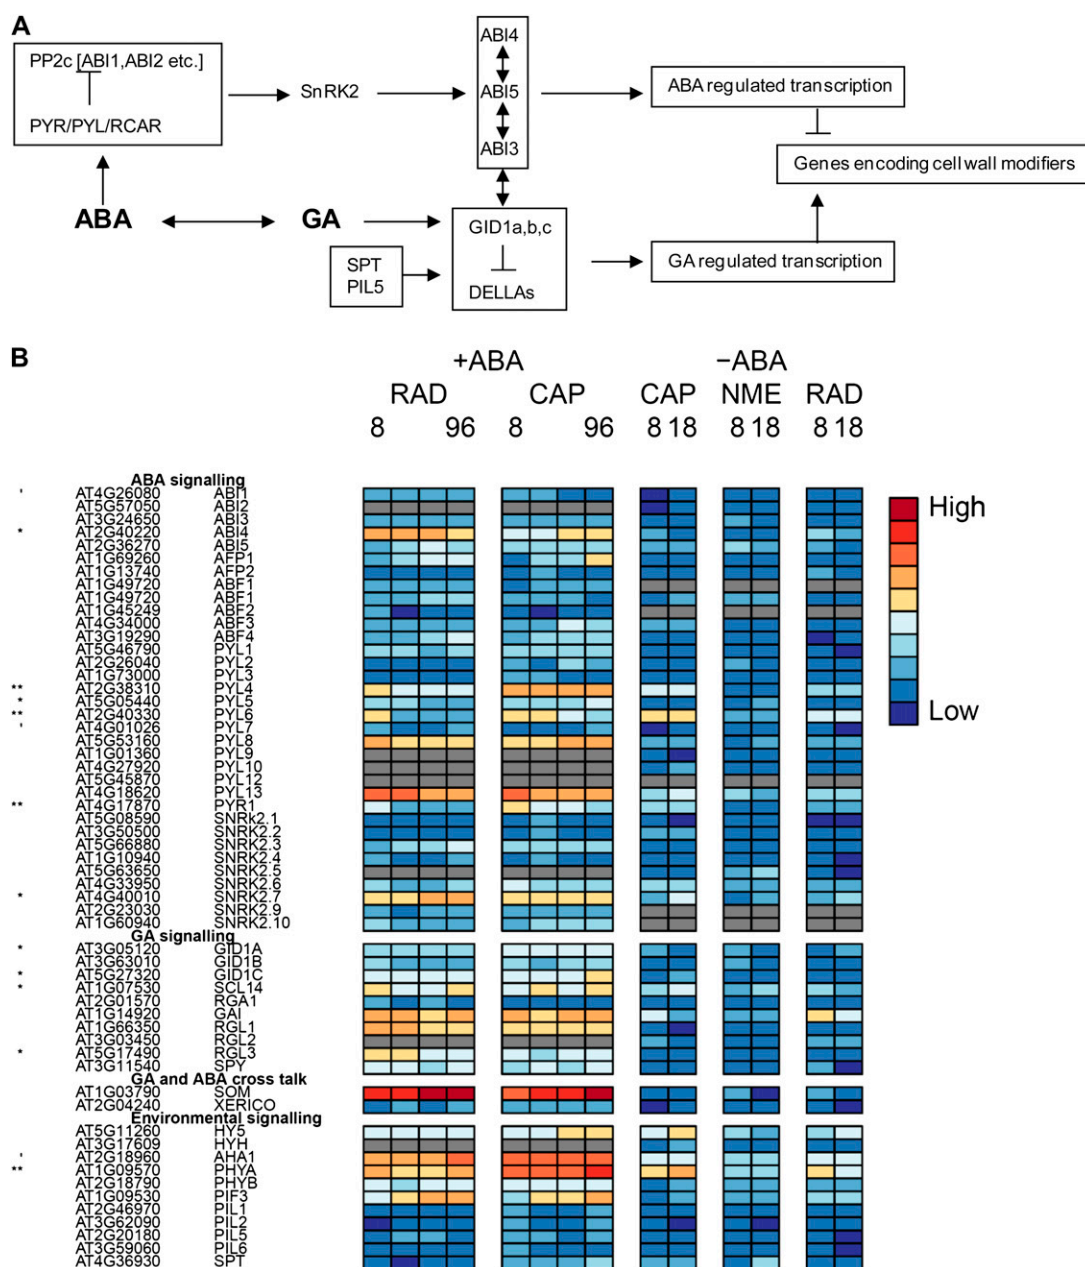 A
PP2c [ABI1,ABI2 etc.]
PYR/PYL/RCAR
SnRK2
ABI4
ABI5
ABI3
ABA regulated transcription
Genes encoding cell wall modifiers
ABA
GA
GID1a,b,c
DELLAs
SPT
PIL5
GA regulated transcription
B
+ABA
−ABA
RAD CAP CAP NME RAD
8 96 8 96 8 18 8 18 8 18
ABA signalling
' AT4G26080 ABI1
AT5G57050 ABI2
AT3G24650 ABI3
* AT2G40220 ABI4
AT2G36270 ABI5
AT1G69260 AFP1
AT1G13740 AFP2
AT1G49720 ABF1
AT1G49720 ABF1
AT1G45249 ABF2
AT4G34000 ABF3
AT3G19290 ABF4
AT5G46790 PYL1
AT2G26040 PYL2
AT1G73000 PYL3
** AT2G38310 PYL4
* AT5G05440 PYL5
** AT2G40330 PYL6
' AT4G01026 PYL7
AT5G53160 PYL8
AT1G01360 PYL9
AT4G27920 PYL10
AT5G45870 PYL12
AT4G18620 PYL13
** AT4G17870 PYR1
AT5G08590 SNRk2.1
AT3G50500 SNRK2.2
AT5G66880 SNRK2.3
AT1G10940 SNRK2.4
AT5G63650 SNRK2.5
AT4G33950 SNRK2.6
* AT4G40010 SNRK2.7
AT2G23030 SNRK2.9
AT1G60940 SNRK2.10
GA signalling
* AT3G05120 GID1A
AT3G63010 GID1B
* AT5G27320 GID1C
* AT1G07530 SCL14
AT2G01570 RGA1
AT1G14920 GAI
AT1G66350 RGL1
AT3G03450 RGL2
* AT5G17490 RGL3
AT3G11540 SPY
GA and ABA cross talk
AT1G03790 SOM
AT2G04240 XERICO
Environmental signalling
AT5G11260 HY5
AT3G17609 HYH
' AT2G18960 AHA1
** AT1G09570 PHYA
AT2G18790 PHYB
AT1G09530 PIF3
AT2G46970 PIL1
AT3G62090 PIL2
AT2G20180 PIL5
AT3G59060 PIL6
AT4G36930 SPT
High
Low